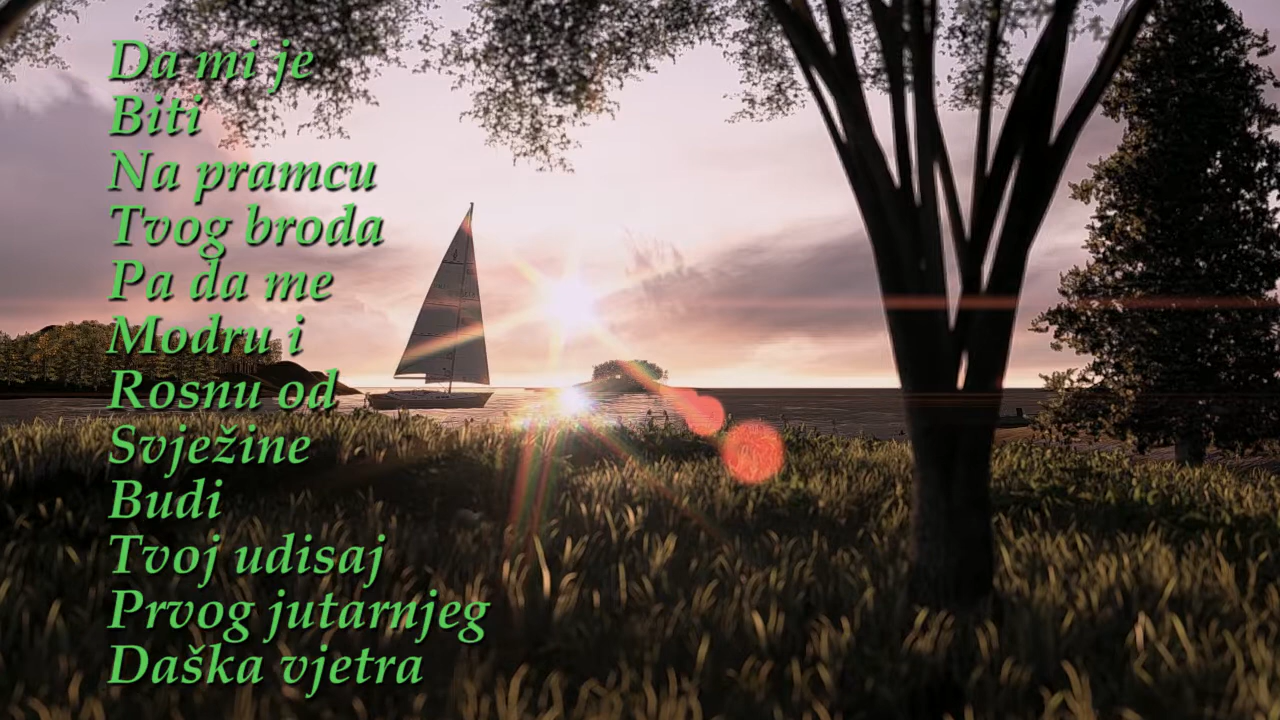 Da mi je
Biti
Na pramcu
Tvog broda
Pa da me
Modru i
Rosnu od
Svježine
Budi
Tvoj udisaj
Prvog jutarnjeg
Daška vjetra